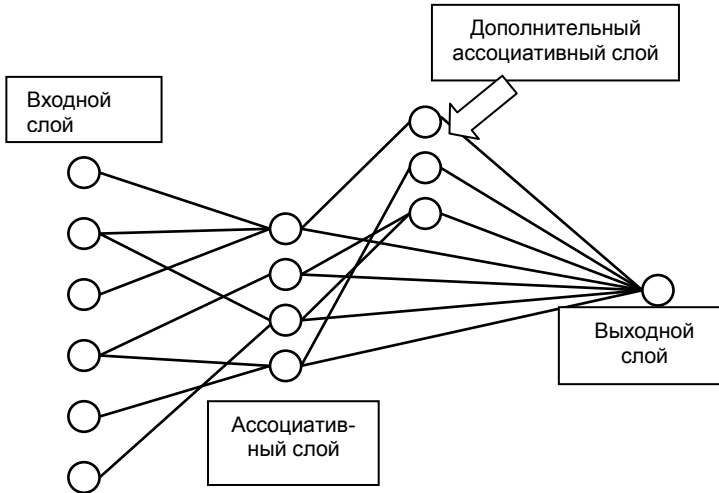 Дополнительный
ассоциативный слой
Входной
слой
Выходной
слой
Ассоциатив-
ный слой